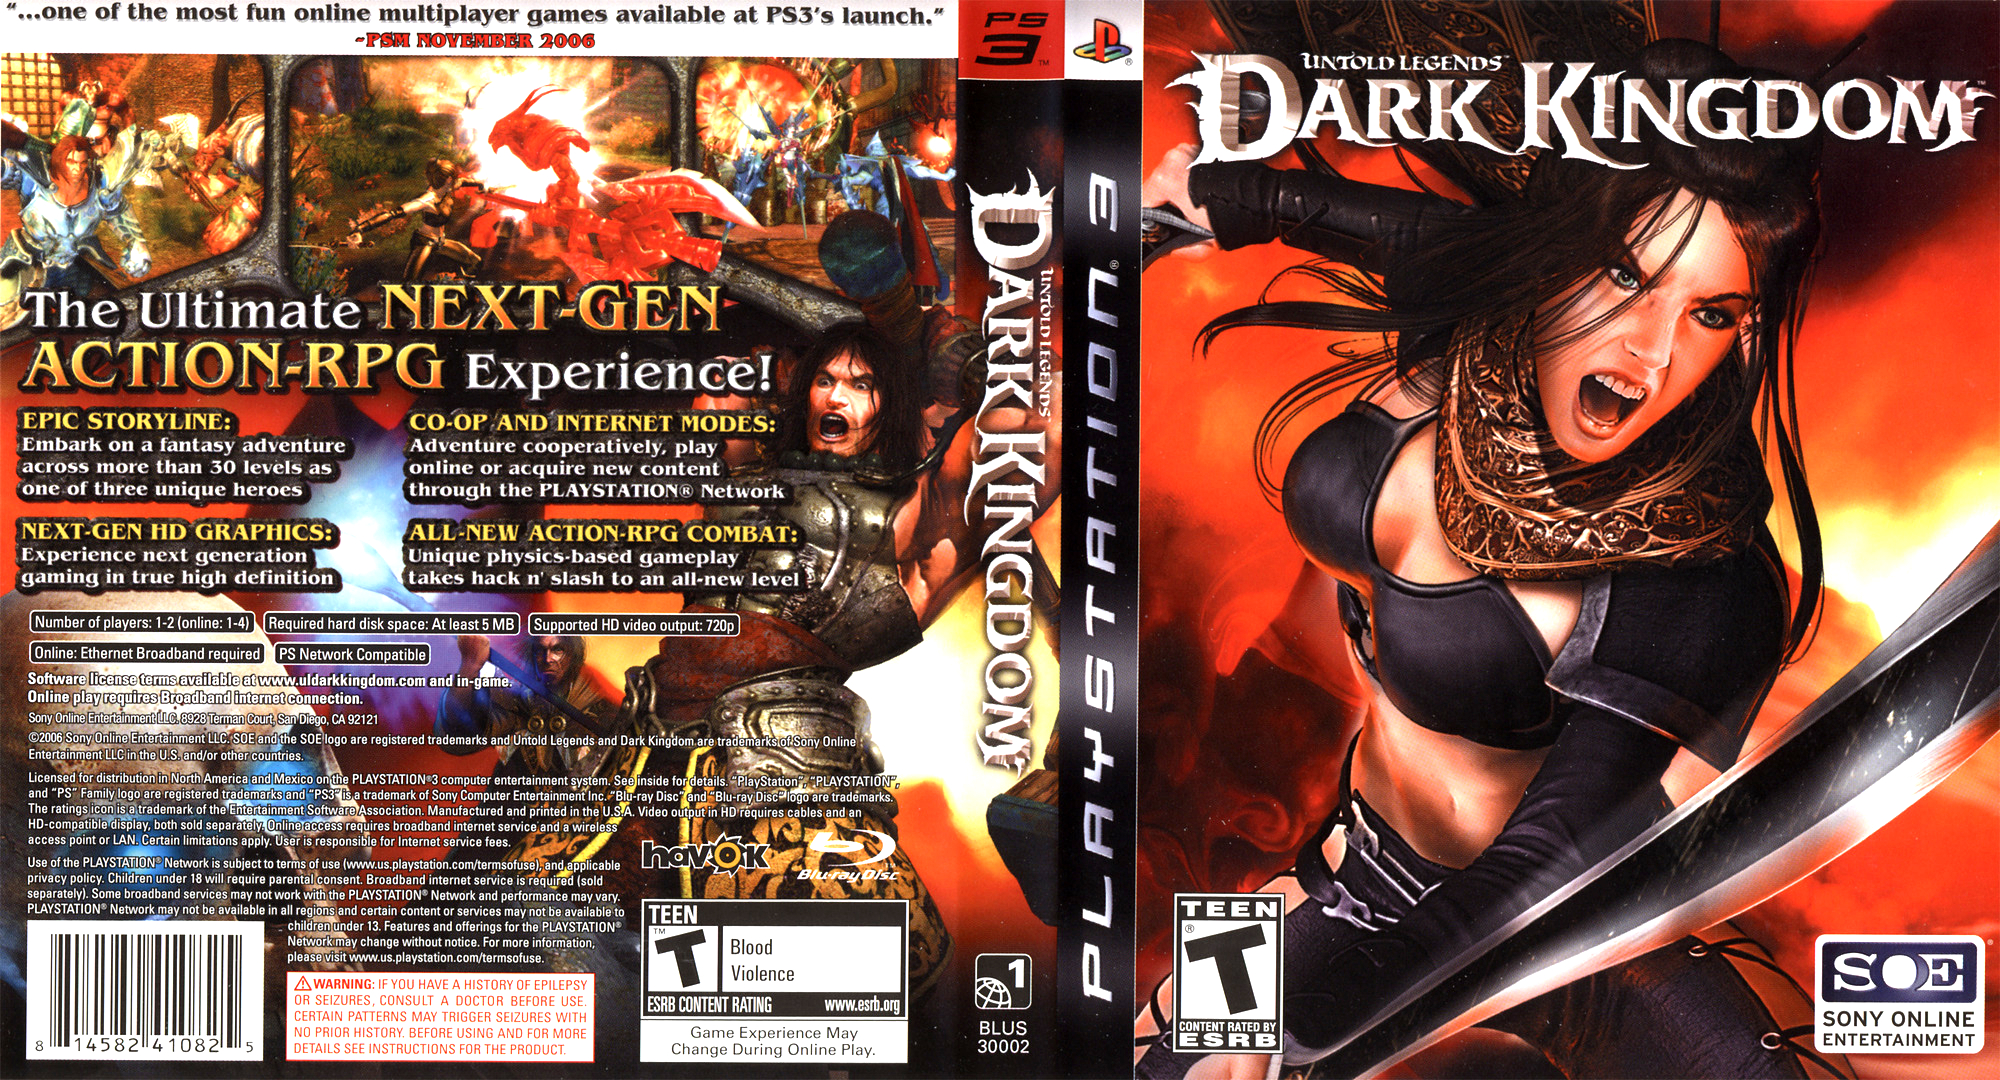 "...one of the most fun online multiplayer games available at PS3's launch."
-PSM NOVEMBER 2006
The Ultimate NEXT-GEN
ACTION-RPG Experience!
EPIC STORYLINE:
Embark on a fantasy adventure
across more than 30 levels as
one of three unique heroes
CO-OP AND INTERNET MODES:
Adventure cooperatively, play
online or acquire new content
through the PLAYSTATION® Network
NEXT-GEN HD GRAPHICS:
Experience next generation
gaming in true high definition
ALL-NEW ACTION-RPG COMBAT:
Unique physics-based gameplay
takes hack n' slash to an all-new level
Number of players: 1-2 (online: 1-4)
Required hard disk space: At least 5 MB
Supported HD video output: 720p
Online: Ethernet Broadband required
PS Network Compatible
Software license terms available at www.uldarkkingdom.com and in-game.
Online play requires Broadband internet connection.
Sony Online Entertainment LLC. 8928 Terman Court, San Diego, CA 92121
©2006 Sony Online Entertainment LLC. SOE and the SOE logo are registered trademarks and Untold Legends and Dark Kingdom are trademarks of Sony Online
Entertainment LLC in the U.S. and/or other countries.
Licensed for distribution in North America and Mexico on the PLAYSTATION®3 computer entertainment system. See inside for details. "PlayStation", "PLAYSTATION",
and "PS" Family logo are registered trademarks and "PS3" is a trademark of Sony Computer Entertainment Inc. "Blu-ray Disc" and "Blu-ray Disc" logo are trademarks.
The ratings icon is a trademark of the Entertainment Software Association. Manufactured and printed in the U.S.A. Video output in HD requires cables and an
HD-compatible display, both sold separately. Online access requires broadband internet service and a wireless
access point or LAN. Certain limitations apply. User is responsible for Internet service fees.
Use of the PLAYSTATION® Network is subject to terms of use (www.us.playstation.com/termsofuse), and applicable
privacy policy. Children under 18 will require parental consent. Broadband internet service is required (sold
separately). Some broadband services may not work with the PLAYSTATION® Network and performance may vary.
PLAYSTATION® Network may not be available in all regions and certain content or services may not be available to
children under 13. Features and offerings for the PLAYSTATION®
Network may change without notice. For more information,
please visit www.us.playstation.com/termsofuse.
8 14582 41082 5
WARNING: IF YOU HAVE A HISTORY OF EPILEPSY
OR SEIZURES, CONSULT A DOCTOR BEFORE USE.
CERTAIN PATTERNS MAY TRIGGER SEIZURES WITH
NO PRIOR HISTORY. BEFORE USING AND FOR MORE
DETAILS SEE INSTRUCTIONS FOR THE PRODUCT.
havok
Blu-ray Disc
TEEN
T™
Blood
Violence
ESRB CONTENT RATING www.esrb.org
Game Experience May
Change During Online Play.
PS
3™
UNTOLD LEGENDS
DARK KINGDOM
1
BLUS
30002
PLAYSTATION®3
UNTOLD LEGENDS™
DARK KINGDOM™
TEEN
T®
CONTENT RATED BY
ESRB
SOE
SONY ONLINE
ENTERTAINMENT